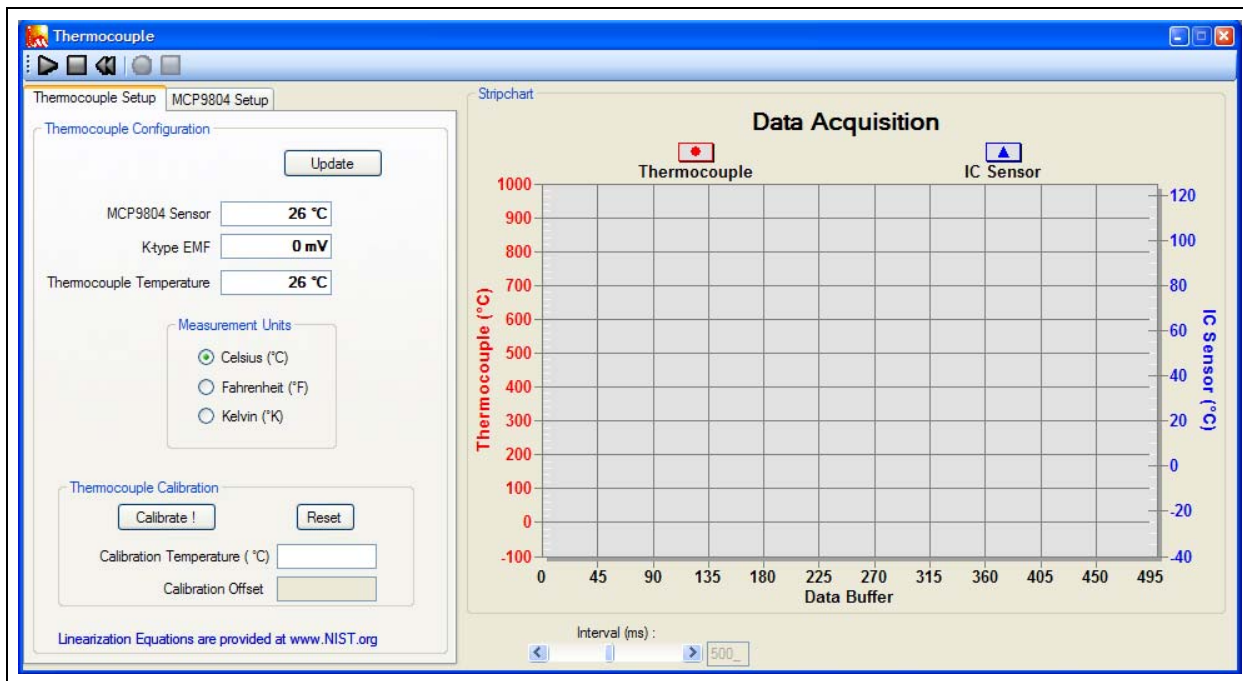 Thermocouple
Thermocouple Setup
MCP9804 Setup
Thermocouple Configuration
Update
MCP9804 Sensor 26 °C
K-type EMF 0 mV
Thermocouple Temperature 26 °C
Measurement Units
Celsius (°C)
Fahrenheit (°F)
Kelvin (°K)
Thermocouple Calibration
Calibrate !
Reset
Calibration Temperature ( °C)
Calibration Offset
Linearization Equations are provided at www.NIST.org
Stripchart
Data Acquisition
Thermocouple
IC Sensor
Thermocouple (°C)
1000
900
800
700
600
500
400
300
200
100
0
-100
120
100
80
60
40
20
0
-20
-40
IC Sensor (°C)
0 45 90 135 180 225 270 315 360 405 450 495
Data Buffer
Interval (ms) :
500_